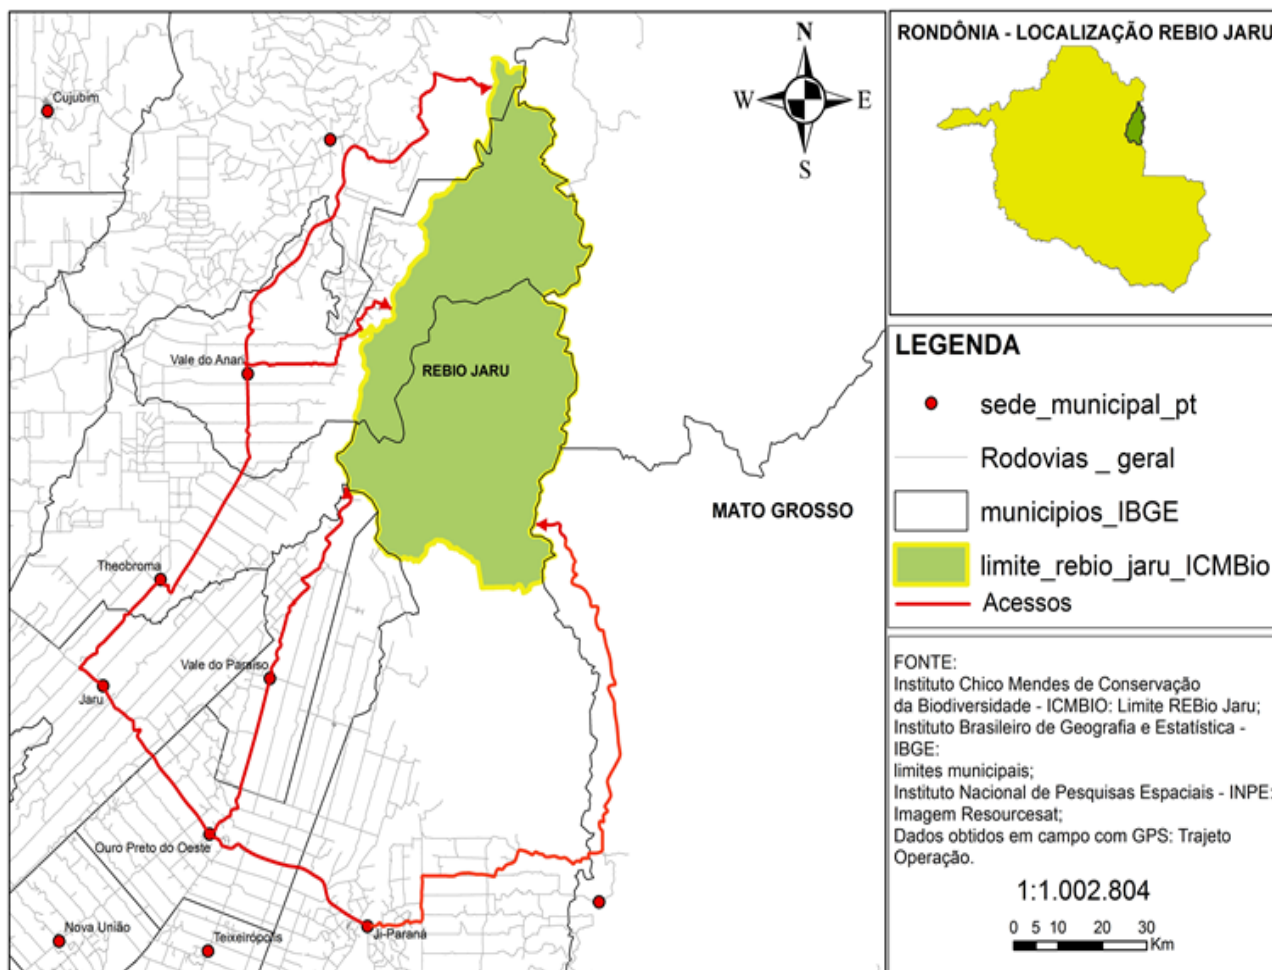 N
W
E
S
Cujubim
Vale do Anari
REBIO JARU
MATO GROSSO
Theobroma
Vale do Paraíso
Jaru
Ouro Preto do Oeste
Ji-Paraná
Nova União
Teixeirópolis
RONDÔNIA - LOCALIZAÇÃO REBIO JARU
LEGENDA
sede_municipal_pt
Rodovias _ geral
municipios_IBGE
limite_rebio_jaru_ICMBio
Acessos
FONTE:
Instituto Chico Mendes de Conservação
da Biodiversidade - ICMBIO: Limite REBio Jaru;
Instituto Brasileiro de Geografia e Estatística -
IBGE:
limites municipais;
Instituto Nacional de Pesquisas Espaciais - INPE:
Imagem Resourcesat;
Dados obtidos em campo com GPS: Trajeto
Operação.
1:1.002.804
0 5 10 20 30
Km